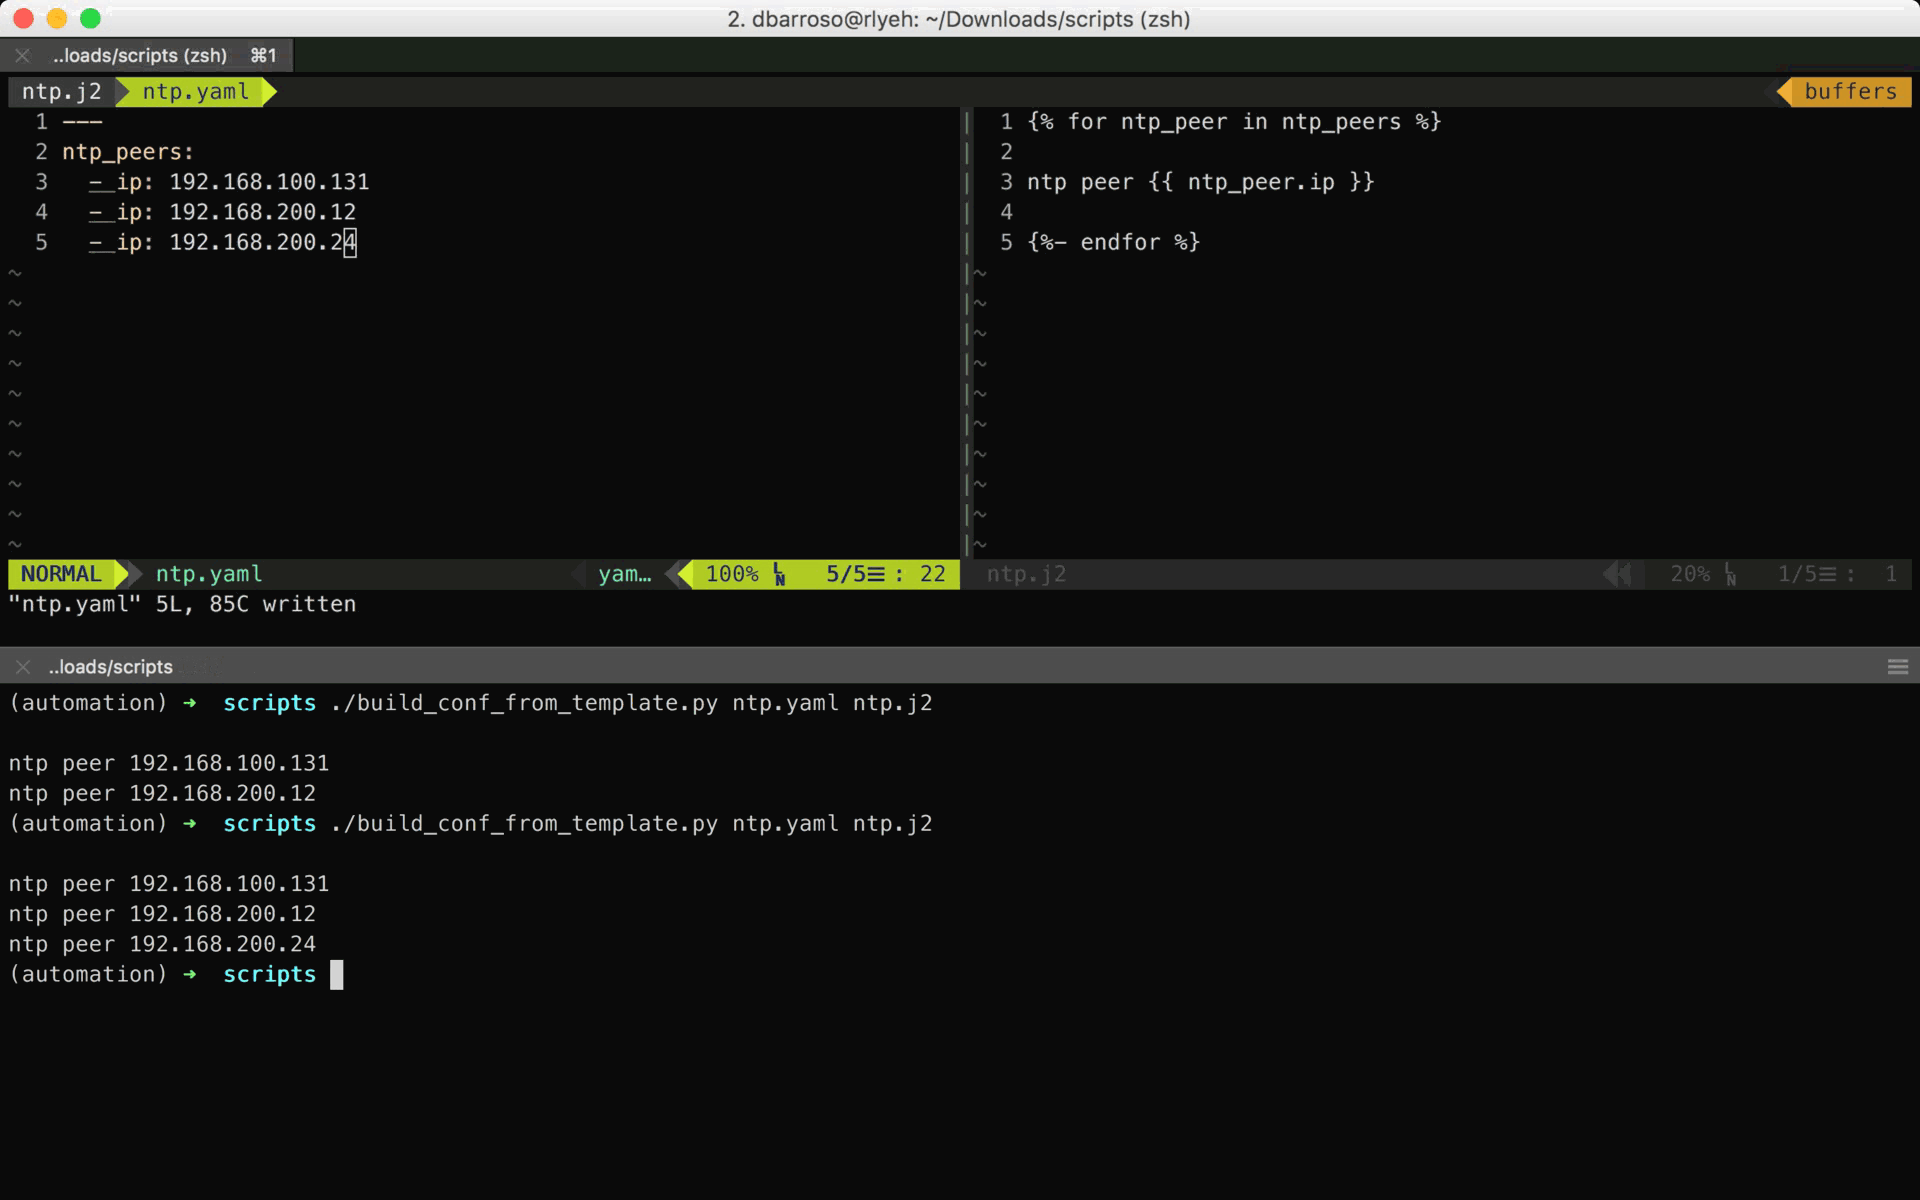 2. dbarroso@rlyeh: ~/Downloads/scripts (zsh)
..loads/scripts (zsh) ⌘1
ntp.j2 ntp.yaml buffers
1 ---
2 ntp_peers:
3 - ip: 192.168.100.131
4 - ip: 192.168.200.12
5 - ip: 192.168.200.24
~
~
~
~
~
~
~
~
~
~
1 {% for ntp_peer in ntp_peers %}
2
3 ntp peer {{ ntp_peer.ip }}
4
5 {%- endfor %}
~
~
~
~
~
~
~
~
~
~
NORMAL ntp.yaml yam… 100% ␤ 5/5☰ : 22
ntp.j2 20% ␤ 1/5☰ : 1
"ntp.yaml" 5L, 85C written
..loads/scripts
(automation) ➜ scripts ./build_conf_from_template.py ntp.yaml ntp.j2
ntp peer 192.168.100.131
ntp peer 192.168.200.12
(automation) ➜ scripts ./build_conf_from_template.py ntp.yaml ntp.j2
ntp peer 192.168.100.131
ntp peer 192.168.200.12
ntp peer 192.168.200.24
(automation) ➜ scripts